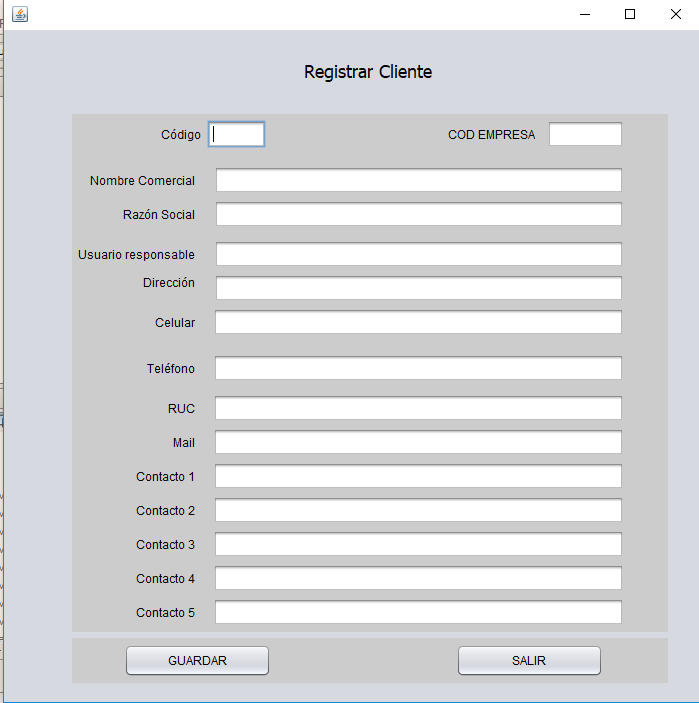 Registrar Cliente
Código COD EMPRESA
Nombre Comercial
Razón Social
Usuario responsable
Dirección
Celular
Teléfono
RUC
Mail
Contacto 1
Contacto 2
Contacto 3
Contacto 4
Contacto 5
GUARDAR SALIR